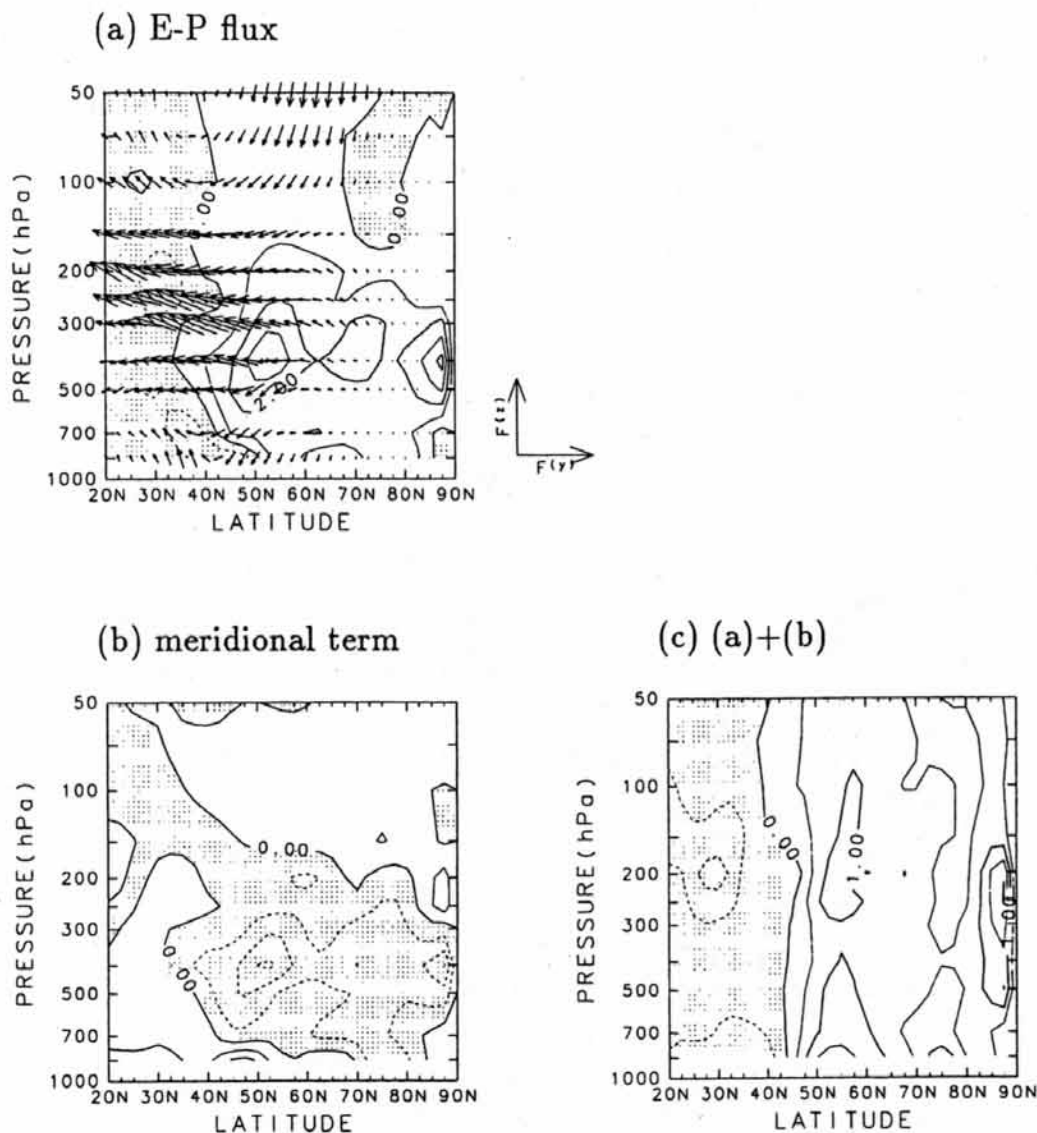 (a) E-P flux
50
100
200
300
500
700
1000
PRESSURE(hPa)
.00
0.00
2.00
20N 30N 40N 50N 60N 70N 80N 90N
LATITUDE
F(z)
F(y)
(b) meridional term
50
100
200
300
500
700
1000
PRESSURE(hPa)
0.00
0.00
20N 30N 40N 50N 60N 70N 80N 90N
LATITUDE
(c) (a)+(b)
50
100
200
300
500
700
1000
PRESSURE(hPa)
0.00
1.00
20N 30N 40N 50N 60N 70N 80N 90N
LATITUDE